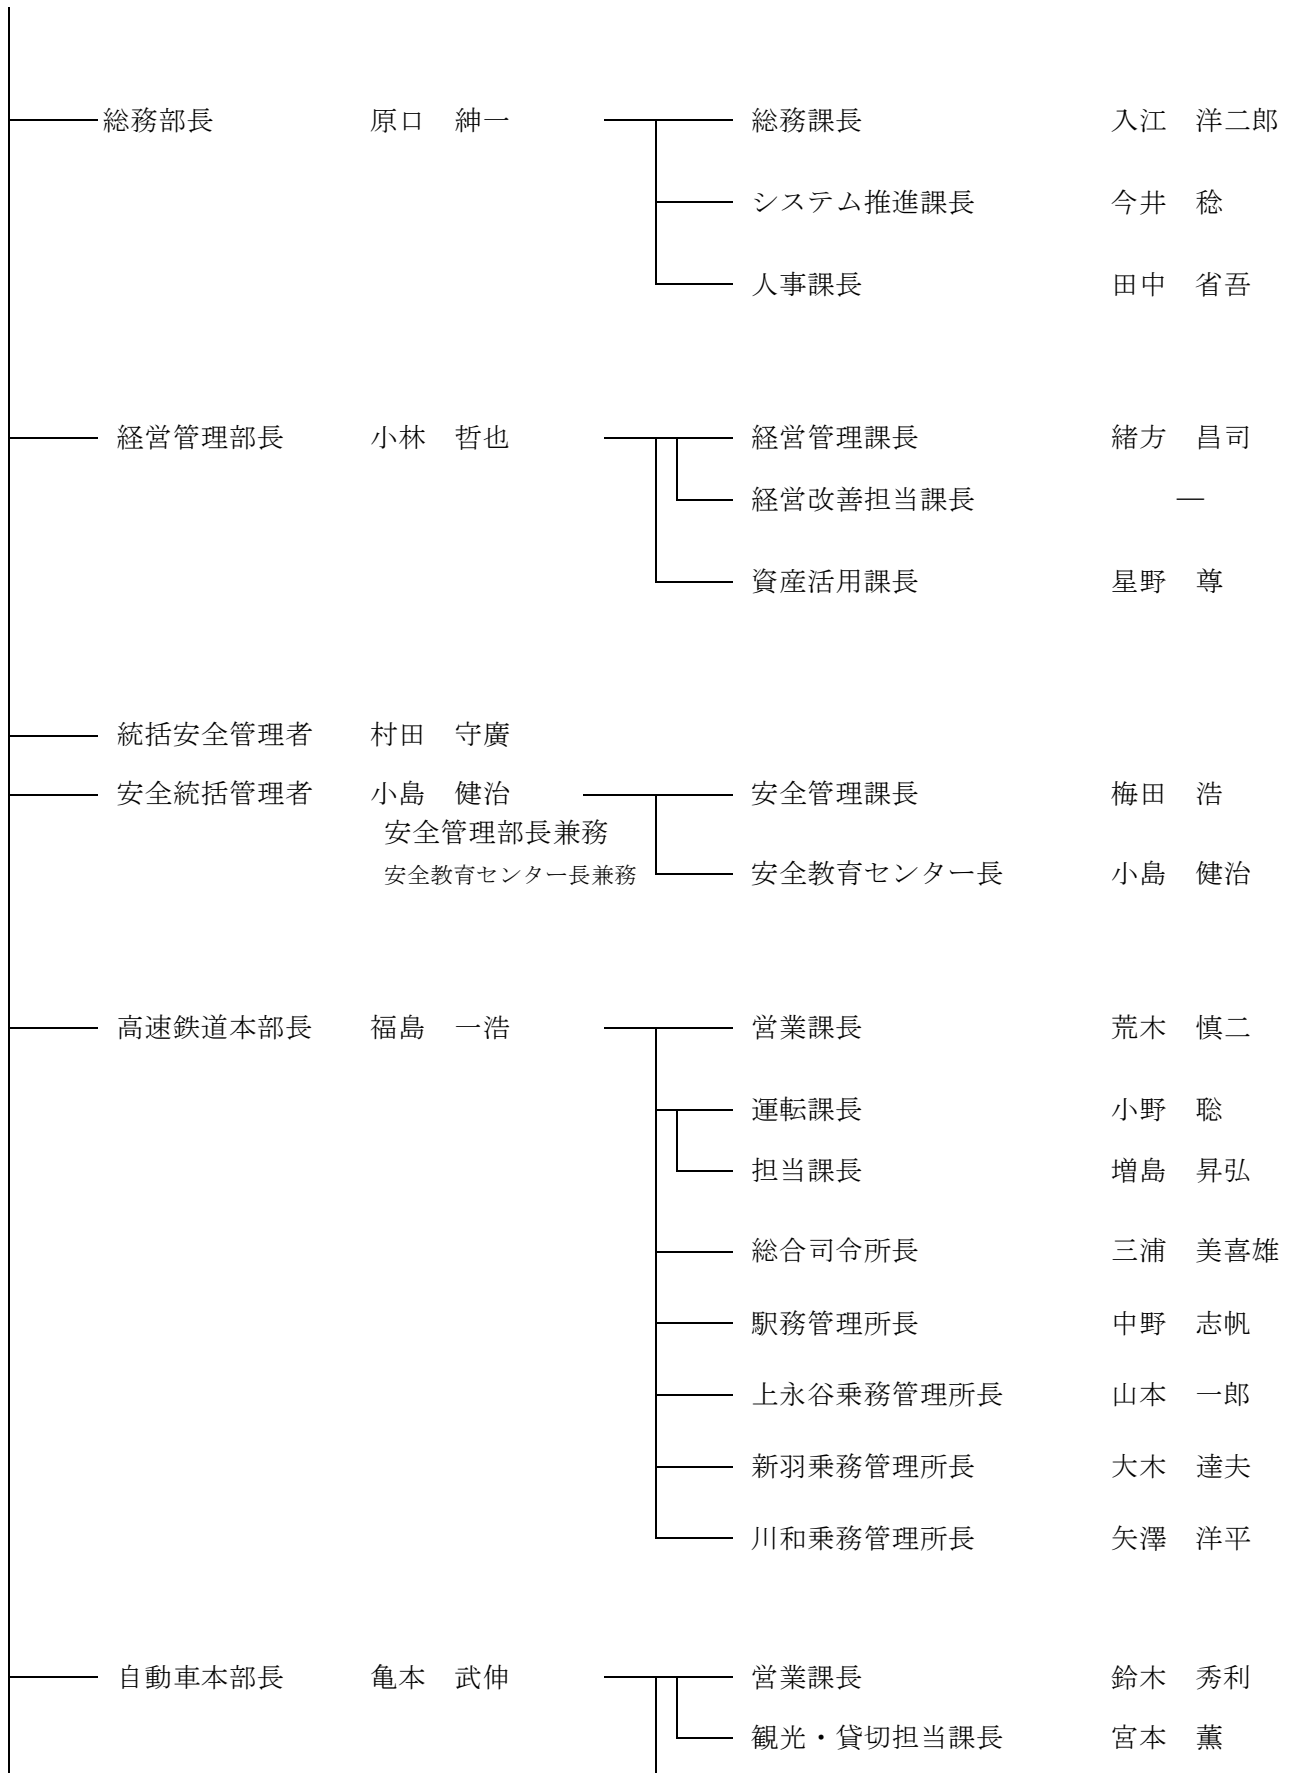 総務部長　原口　紳一　総務課長　入江　洋二郎
システム推進課長　今井　稔
人事課長　田中　省吾
経営管理部長　小林　哲也　経営管理課長　緒方　昌司
経営改善担当課長　―
資産活用課長　星野　尊
統括安全管理者　村田　守廣
安全統括管理者　小島　健治　安全管理課長　梅田　浩
安全管理部長兼務
安全教育センター長兼務　安全教育センター長　小島　健治
高速鉄道本部長　福島　一浩　営業課長　荒木　慎二
運転課長　小野　聡
担当課長　増島　昇弘
総合司令所長　三浦　美喜雄
駅務管理所長　中野　志帆
上永谷乗務管理所長　山本　一郎
新羽乗務管理所長　大木　達夫
川和乗務管理所長　矢澤　洋平
自動車本部長　亀本　武伸　営業課長　鈴木　秀利
観光・貸切担当課長　宮本　薫